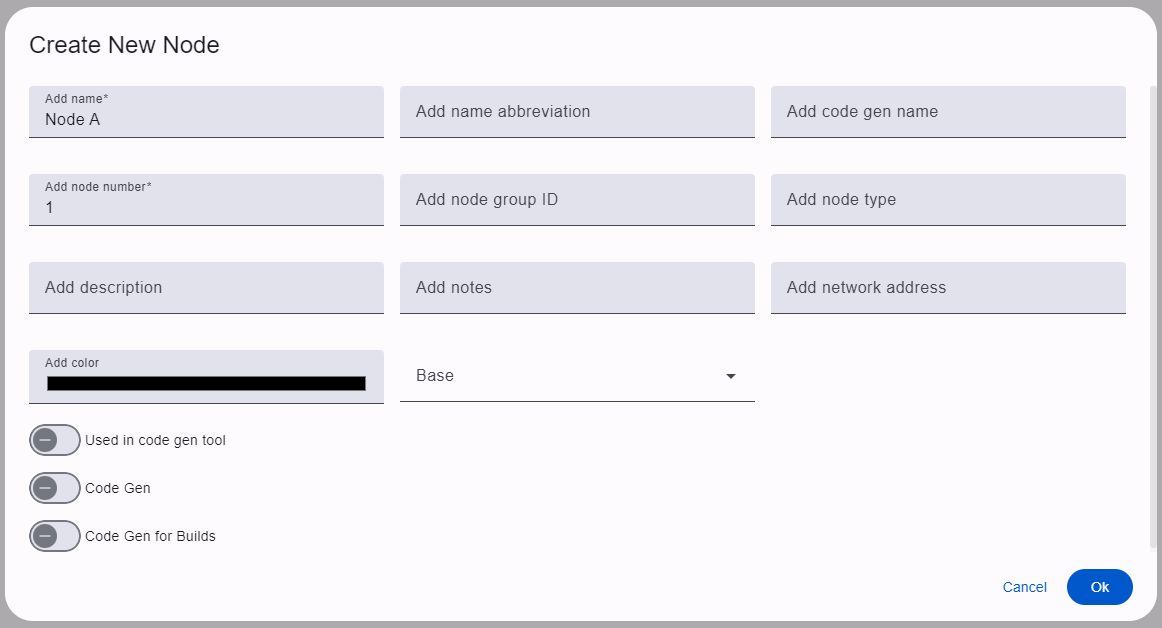 Create New Node
Add name*
Node A
Add name abbreviation
Add code gen name
Add node number*
1
Add node group ID
Add node type
Add description
Add notes
Add network address
Add color
Base
Used in code gen tool
Code Gen
Code Gen for Builds
Cancel
Ok